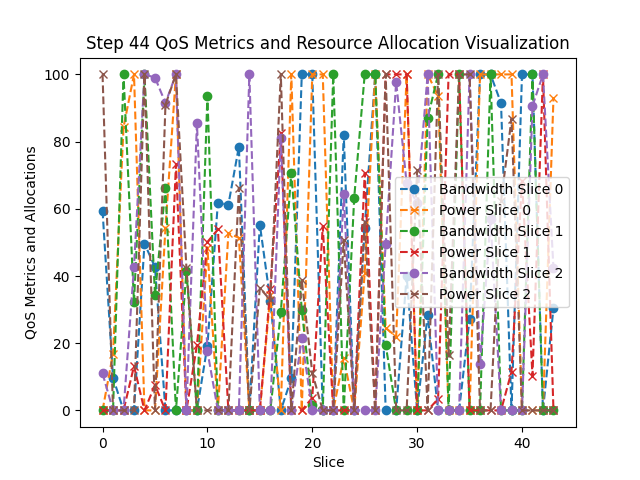 Step 44 QoS Metrics and Resource Allocation Visualization
QoS Metrics and Allocations
100
80
60
40
20
0
Bandwidth Slice 0
Power Slice 0
Bandwidth Slice 1
Power Slice 1
Bandwidth Slice 2
Power Slice 2
0 10 20 30 40
Slice